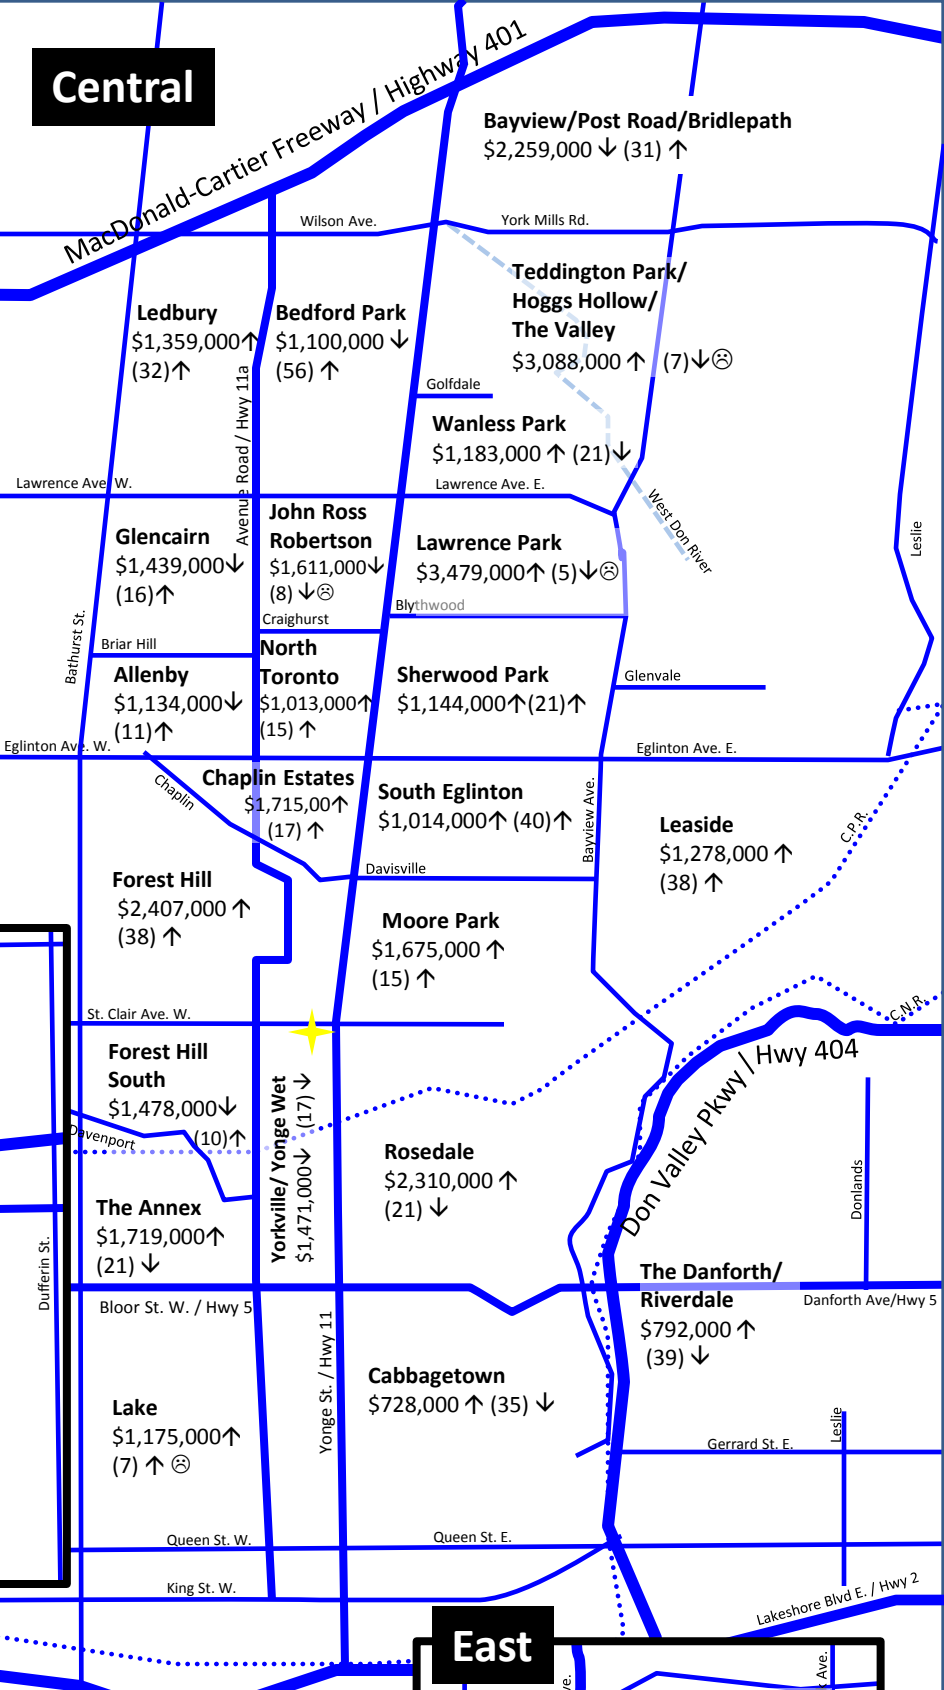 Central
MacDonald-Cartier Freeway / Highway 401
Bayview/Post Road/Bridlepath
$2,259,000 ↓ (31) ↑
Wilson Ave.
York Mills Rd.
Teddington Park/
Hoggs Hollow/
The Valley
$3,088,000 ↑ (7)↓☹
Ledbury
$1,359,000↑
(32)↑
Bedford Park
$1,100,000 ↓
(56) ↑
Avenue Road / Hwy 11a
Golfdale
Wanless Park
$1,183,000 ↑ (21)↓
Lawrence Ave. W.
Lawrence Ave. E.
West Don River
Leslie
Glencairn
$1,439,000↓
(16)↑
John Ross
Robertson
$1,611,000↓
(8) ↓☹
Lawrence Park
$3,479,000↑ (5)↓☹
Blythwood
Craighurst
Bathurst St.
Briar Hill
Allenby
$1,134,000↓
(11)↑
North
Toronto
$1,013,000↑
(15) ↑
Sherwood Park
$1,144,000↑(21)↑
Glenvale
Eglinton Ave. W.
Eglinton Ave. E.
Chaplin
Chaplin Estates
$1,715,00↑
(17) ↑
South Eglinton
$1,014,000↑ (40)↑
Bayview Ave.
Leaside
$1,278,000 ↑
(38) ↑
C.P.R.
Davisville
Forest Hill
$2,407,000 ↑
(38) ↑
Moore Park
$1,675,000 ↑
(15) ↑
St. Clair Ave. W.
C.N.R.
Don Valley Pkwy / Hwy 404
Forest Hill
South
$1,478,000↓
(10)↑
Davenport
Yorkville/ Yonge Wet
$1,471,000↓ (17) ↑
Rosedale
$2,310,000 ↑
(21) ↓
Donlands
The Annex
$1,719,000↑
(21) ↓
Dufferin St.
Bloor St. W. / Hwy 5
The Danforth/
Riverdale
$792,000 ↑
(39) ↓
Danforth Ave/Hwy 5
Yonge St. / Hwy 11
Cabbagetown
$728,000 ↑ (35) ↓
Lake
$1,175,000↑
(7) ↑ ☹
Leslie
Gerrard St. E.
Queen St. W.
Queen St. E.
King St. W.
Lakeshore Blvd E. / Hwy 2
East
ve.
Ave.